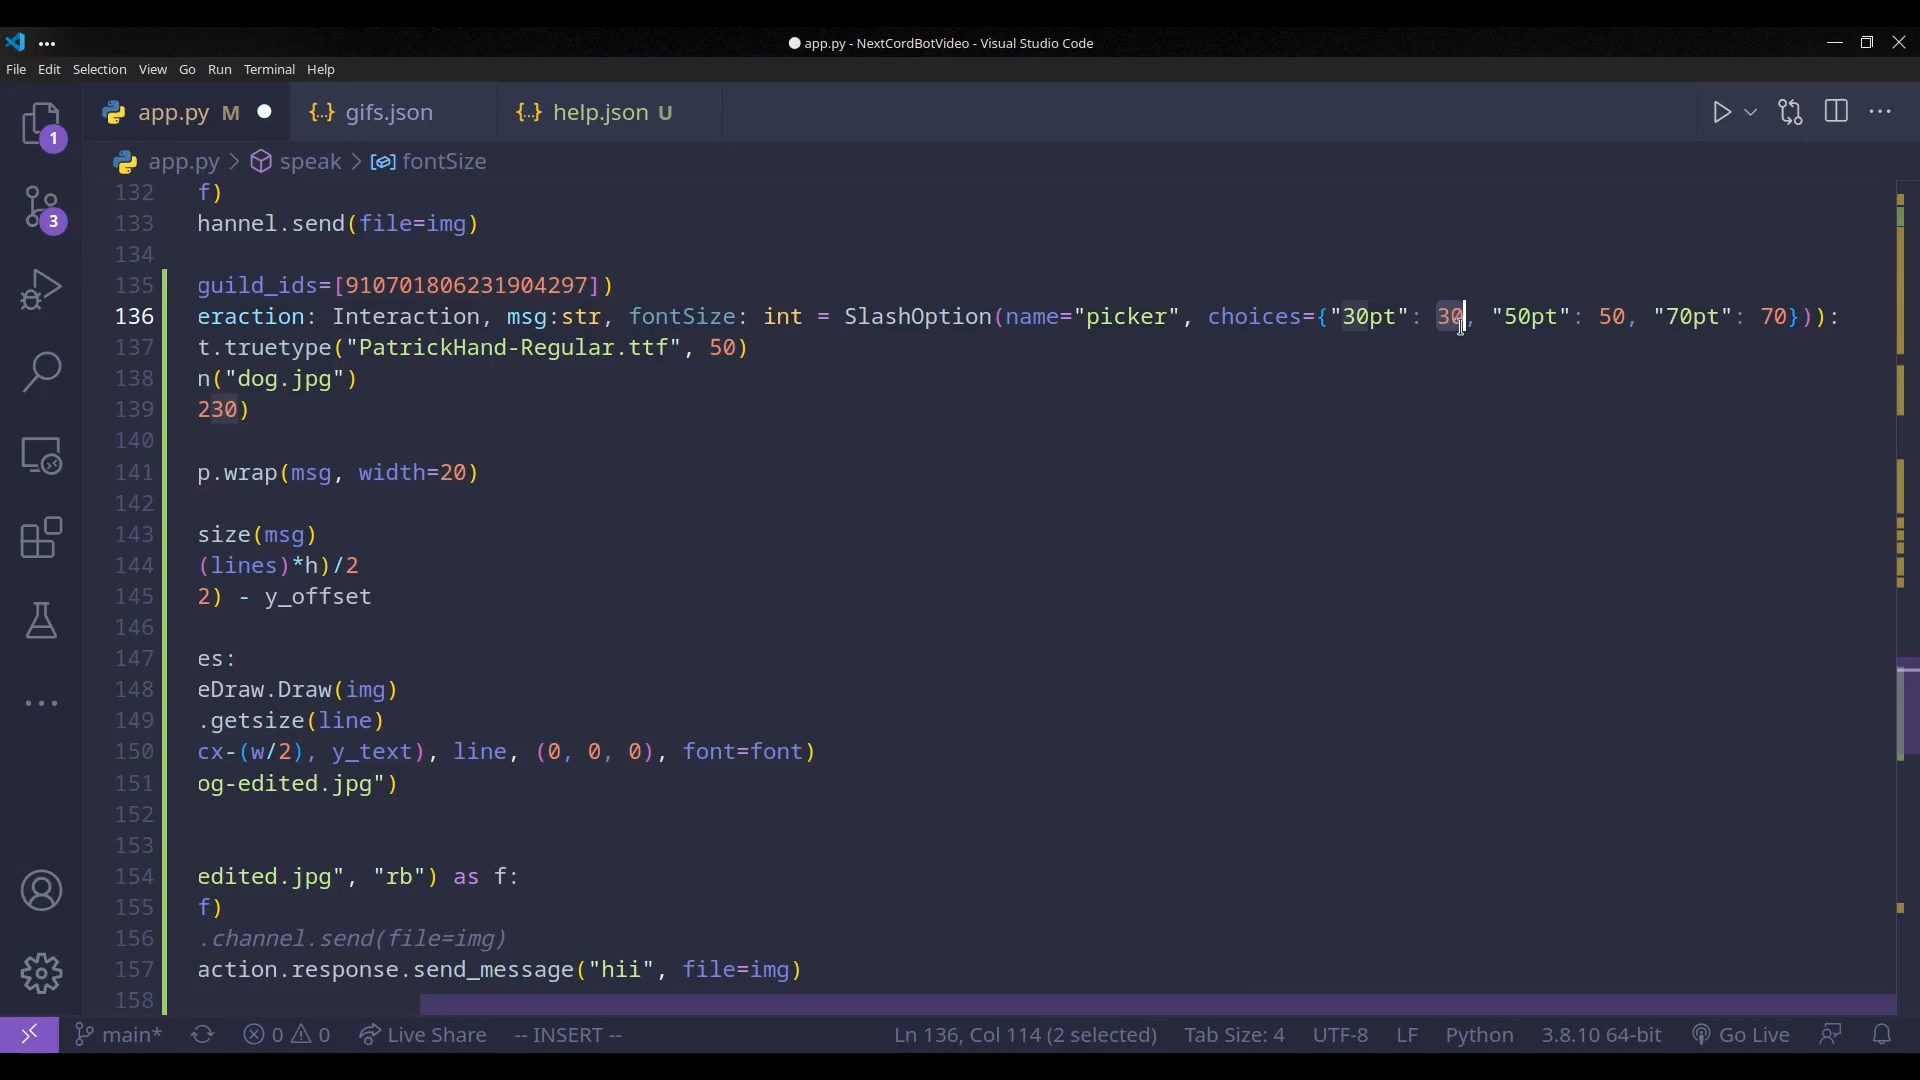 app.py - NextCordBotVideo - Visual Studio Code
File Edit Selection View Go Run Terminal Help
app.py M gifs.json help.json U
app.py > speak > fontSize
1
3
132 f)
133 hannel.send(file=img)
134
135 guild_ids=[910701806231904297])
136 eraction: Interaction, msg:str, fontSize: int = SlashOption(name="picker", choices={"30pt": 30, "50pt": 50, "70pt": 70})):
137 t.truetype("PatrickHand-Regular.ttf", 50)
138 n("dog.jpg")
139 230)
140
141 p.wrap(msg, width=20)
142
143 size(msg)
144 (lines)*h)/2
145 2) - y_offset
146
147 es:
148 eDraw.Draw(img)
149 .getsize(line)
150 cx-(w/2), y_text), line, (0, 0, 0), font=font)
151 og-edited.jpg")
152
153
154 edited.jpg", "rb") as f:
155 f)
156 .channel.send(file=img)
157 action.response.send_message("hii", file=img)
158
main* 0 0 Live Share -- INSERT -- Ln 136, Col 114 (2 selected) Tab Size: 4 UTF-8 LF Python 3.8.10 64-bit Go Live